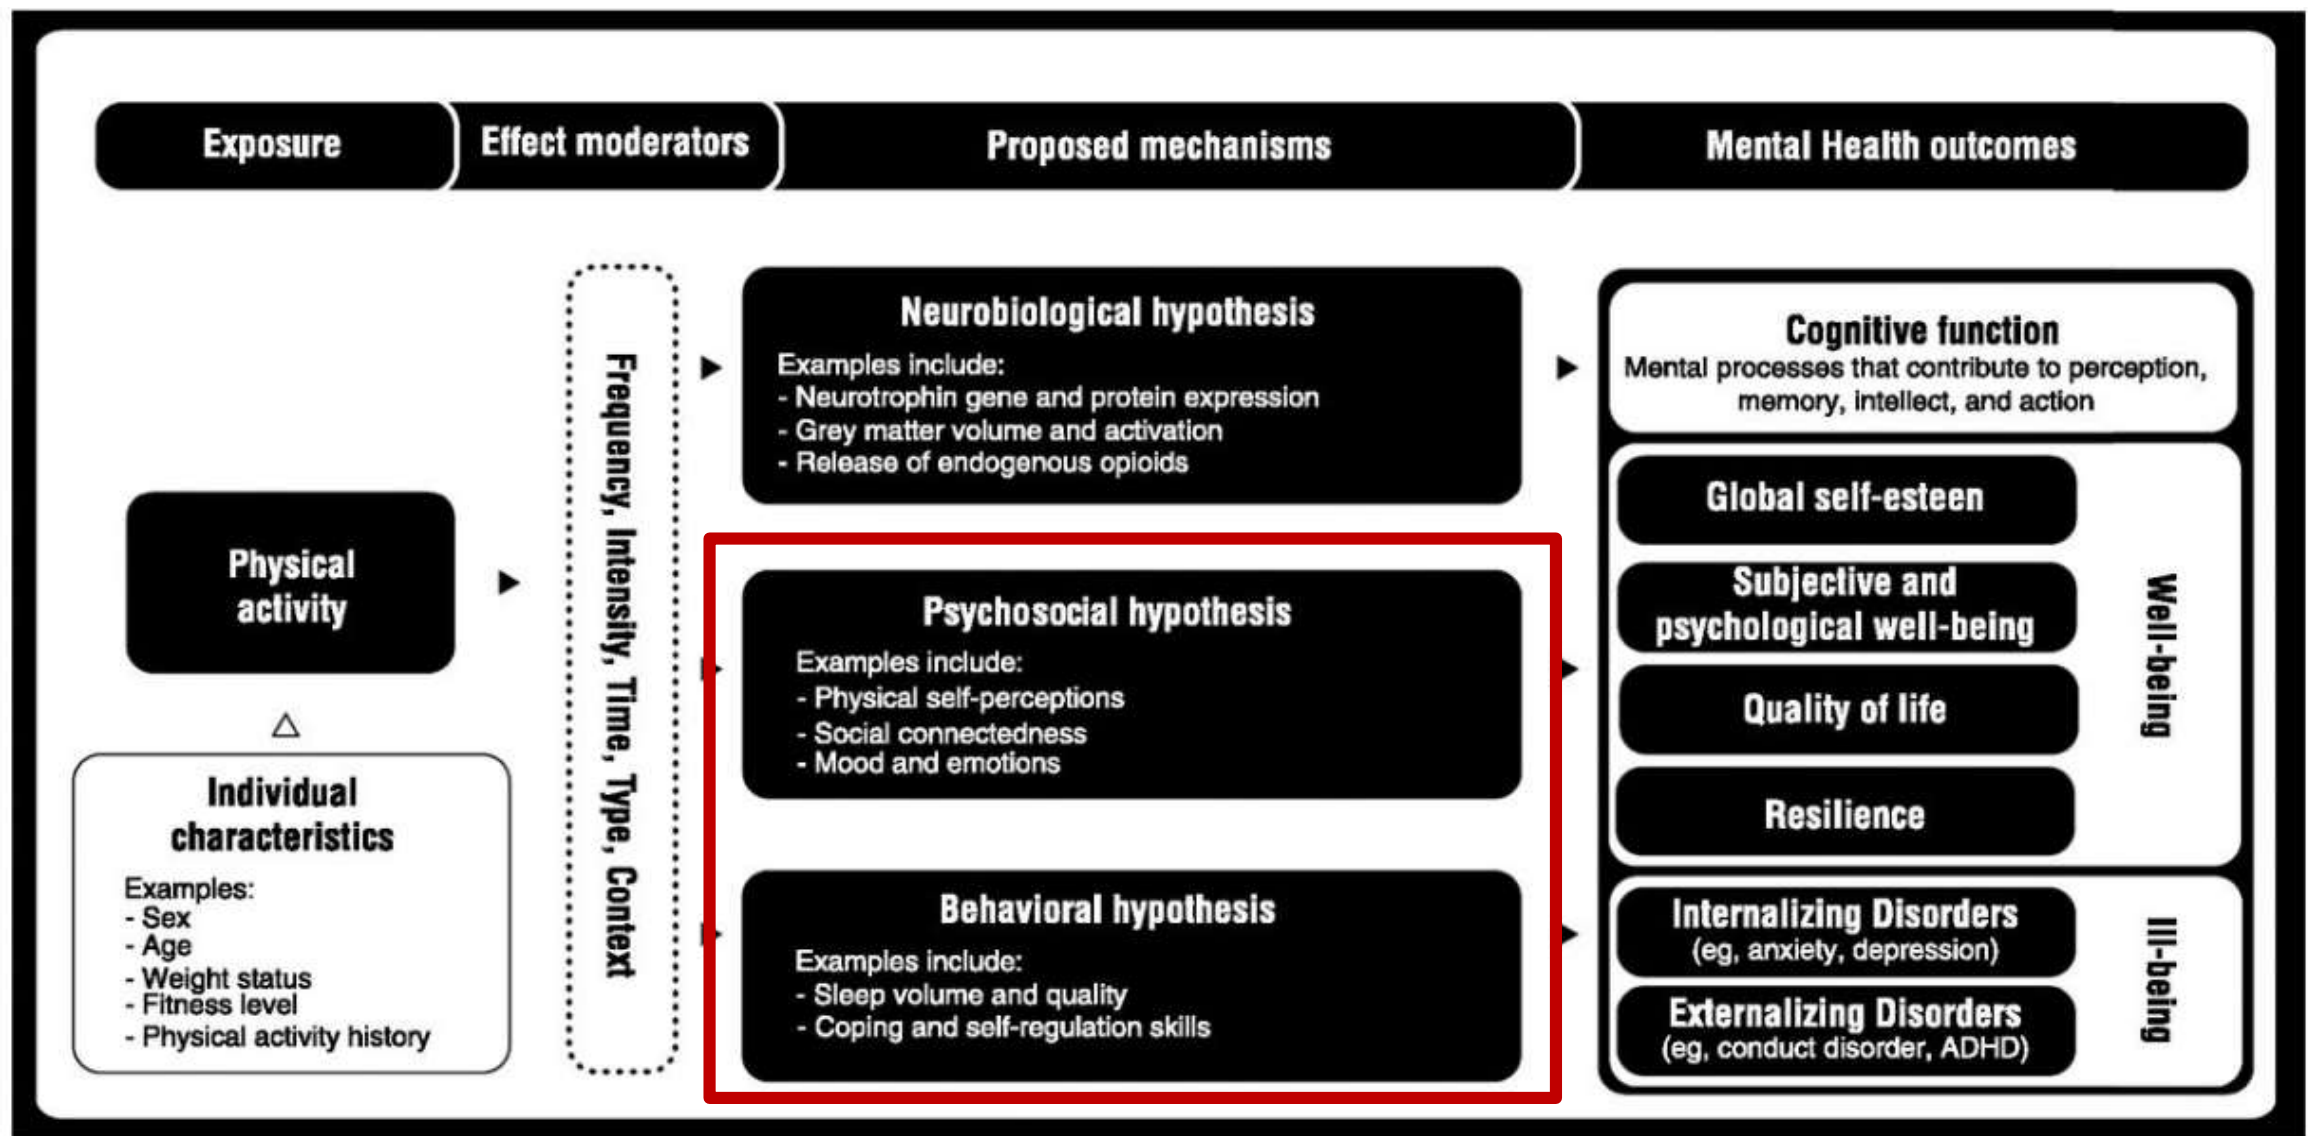 Exposure
Effect moderators
Proposed mechanisms
Mental Health outcomes
Physical
activity
Individual
characteristics
Examples:
- Sex
- Age
- Weight status
- Fitness level
- Physical activity history
Frequency, Intensity, Time, Type, Context
Neurobiological hypothesis
Examples include:
- Neurotrophin gene and protein expression
- Grey matter volume and activation
- Release of endogenous opioids
Psychosocial hypothesis
Examples include:
- Physical self-perceptions
- Social connectedness
- Mood and emotions
Behavioral hypothesis
Examples include:
- Sleep volume and quality
- Coping and self-regulation skills
Cognitive function
Mental processes that contribute to perception,
memory, intellect, and action
Global self-esteen
Subjective and
psychological well-being
Quality of life
Resilience
Well-being
Internalizing Disorders
(eg, anxiety, depression)
Externalizing Disorders
(eg, conduct disorder, ADHD)
Ill-being